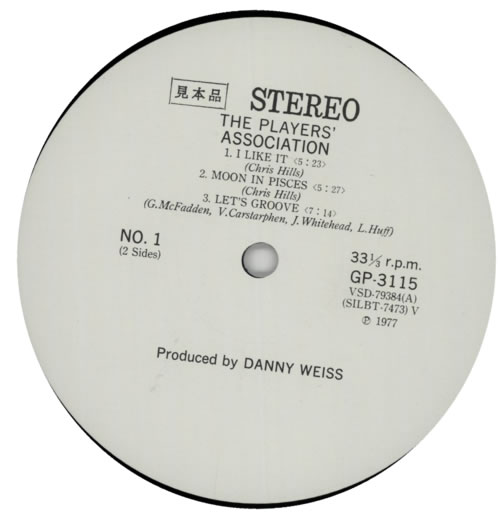 見本品 STEREO
THE PLAYERS'
ASSOCIATION
1. I LIKE IT 〈5:23〉
(Chris Hills)
2. MOON IN PISCES 〈5:27〉
(Chris Hills)
3. LET'S GROOVE 〈7:14〉
(G.McFadden, V.Carstarphen, J.Whitehead, L.Huff)
NO. 1
(2 Sides)
33⅓ r.p.m.
GP-3115
VSD-79384(A)
(SILBT-7473) V
Ⓟ 1977
Produced by DANNY WEISS